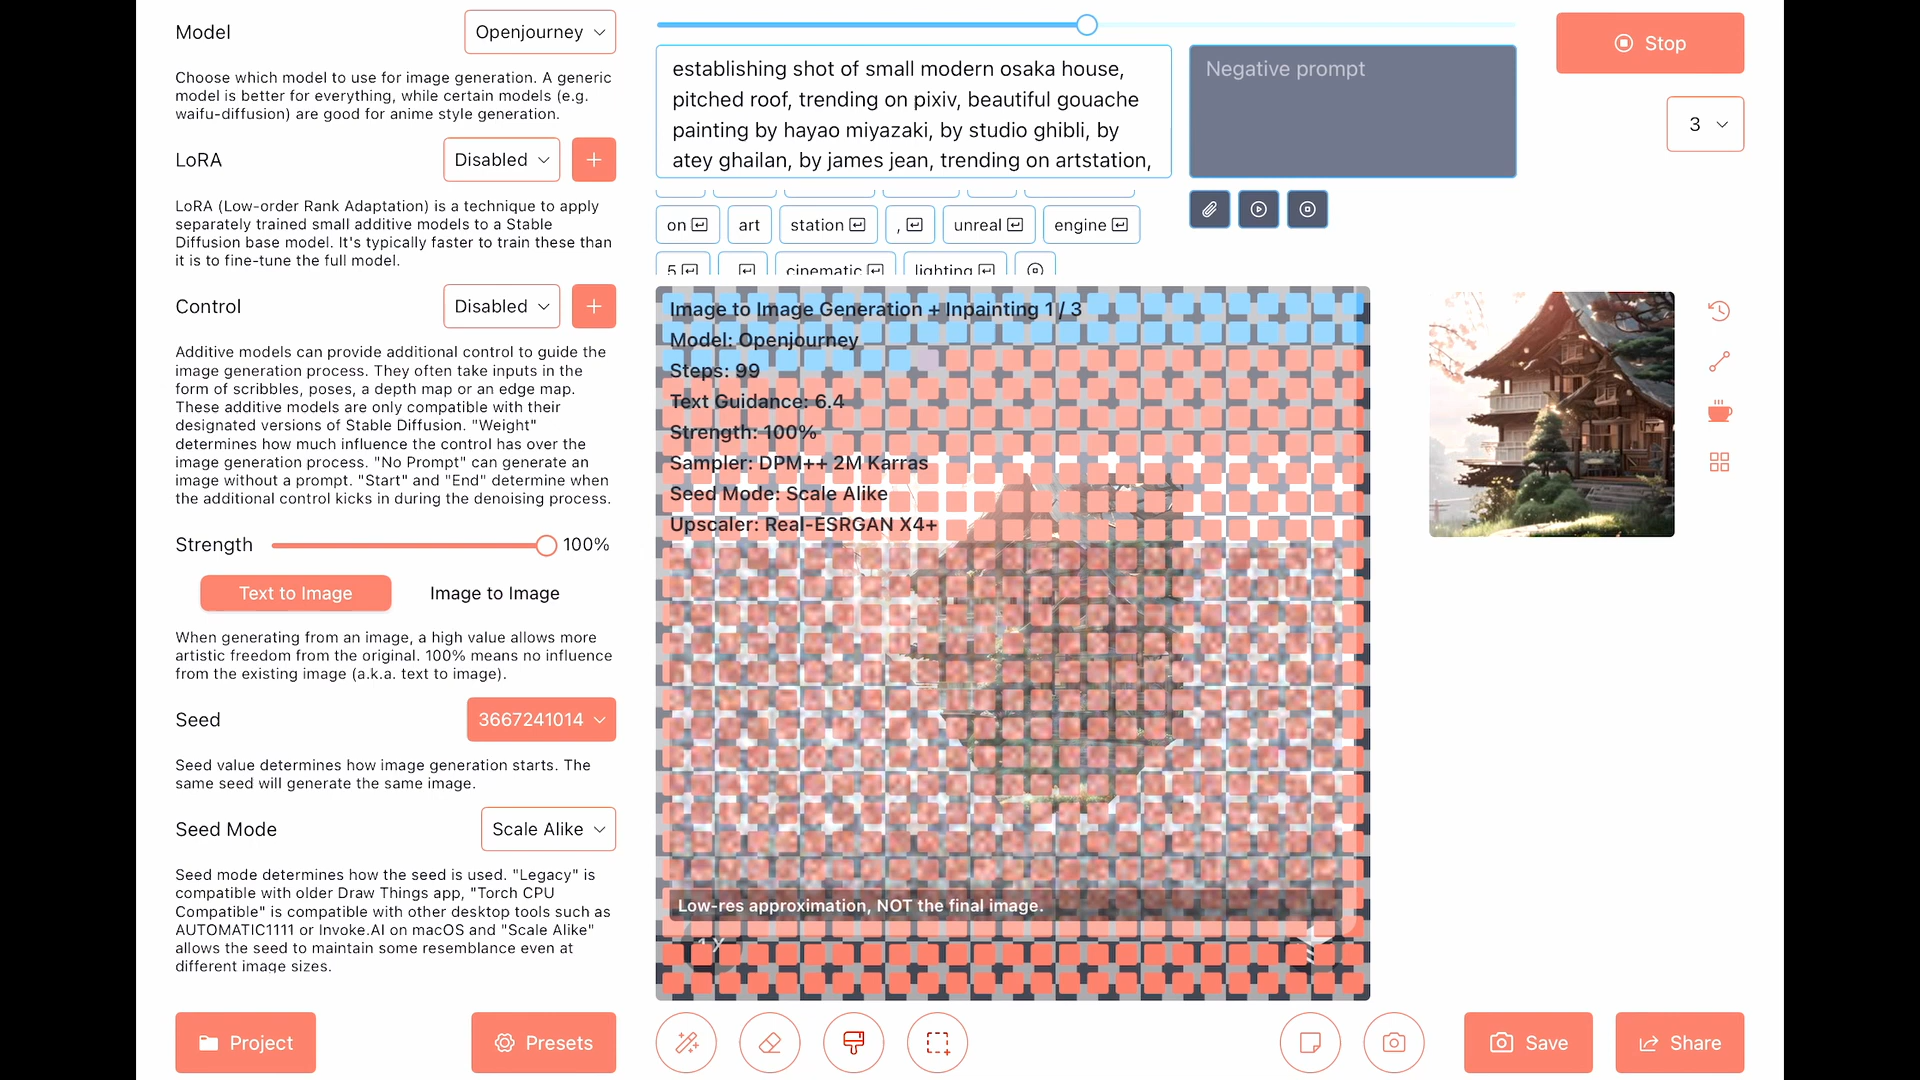 Model
Openjourney
Choose which model to use for image generation. A generic
model is better for everything, while certain models (e.g.
waifu-diffusion) are good for anime style generation.
LoRA
Disabled
+
LoRA (Low-order Rank Adaptation) is a technique to apply
separately trained small additive models to a Stable
Diffusion base model. It's typically faster to train these than
it is to fine-tune the full model.
Control
Disabled
+
Additive models can provide additional control to guide the
image generation process. They often take inputs in the
form of scribbles, poses, a depth map or an edge map.
These additive models are only compatible with their
designated versions of Stable Diffusion. "Weight"
determines how much influence the control has over the
image generation process. "No Prompt" can generate an
image without a prompt. "Start" and "End" determine when
the additional control kicks in during the denoising process.
Strength
100%
Text to Image
Image to Image
When generating from an image, a high value allows more
artistic freedom from the original. 100% means no influence
from the existing image (a.k.a. text to image).
Seed
3667241014
Seed value determines how image generation starts. The
same seed will generate the same image.
Seed Mode
Scale Alike
Seed mode determines how the seed is used. "Legacy" is
compatible with older Draw Things app, "Torch CPU
Compatible" is compatible with other desktop tools such as
AUTOMATIC1111 or Invoke.AI on macOS and "Scale Alike"
allows the seed to maintain some resemblance even at
different image sizes.
Project
Presets
establishing shot of small modern osaka house,
pitched roof, trending on pixiv, beautiful gouache
painting by hayao miyazaki, by studio ghibli, by
atey ghailan, by james jean, trending on artstation,
Negative prompt
on
art
station
,
unreal
engine
5
cinematic
lighting
Stop
3
Image to Image Generation + Inpainting 1 / 3
Model: Openjourney
Steps: 99
Text Guidance: 6.4
Strength: 100%
Sampler: DPM++ 2M Karras
Seed Mode: Scale Alike
Upscaler: Real-ESRGAN X4+
Low-res approximation, NOT the final image.
Save
Share